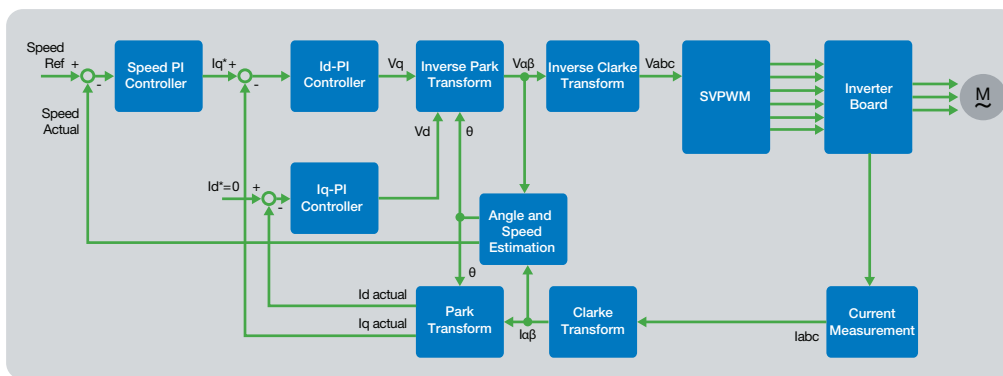 Speed
Ref
+
-
Speed PI
Controller
Iq*
+
-
Id-PI
Controller
Vq
Inverse Park
Transform
Vαβ
Inverse Clarke
Transform
Vabc
SVPWM
Inverter
Board
M
~
Speed
Actual
Vd
θ
Id*=0
+
-
Iq-PI
Controller
Angle and
Speed
Estimation
θ
Id actual
Iq actual
Park
Transform
Iαβ
Clarke
Transform
Iabc
Current
Measurement